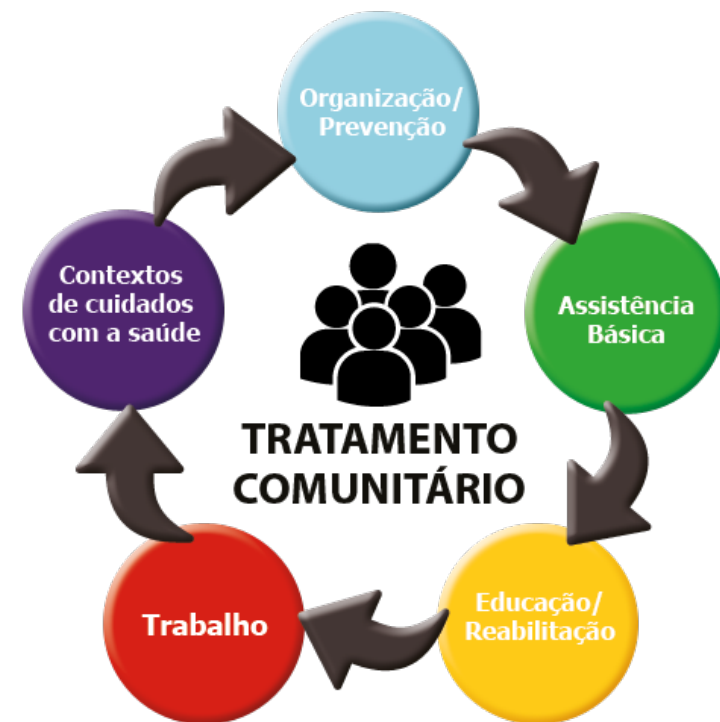 Organização/
Prevenção
Assistência
Básica
Educação/
Reabilitação
Trabalho
Contextos
de cuidados
com a saúde
TRATAMENTO
COMUNITÁRIO